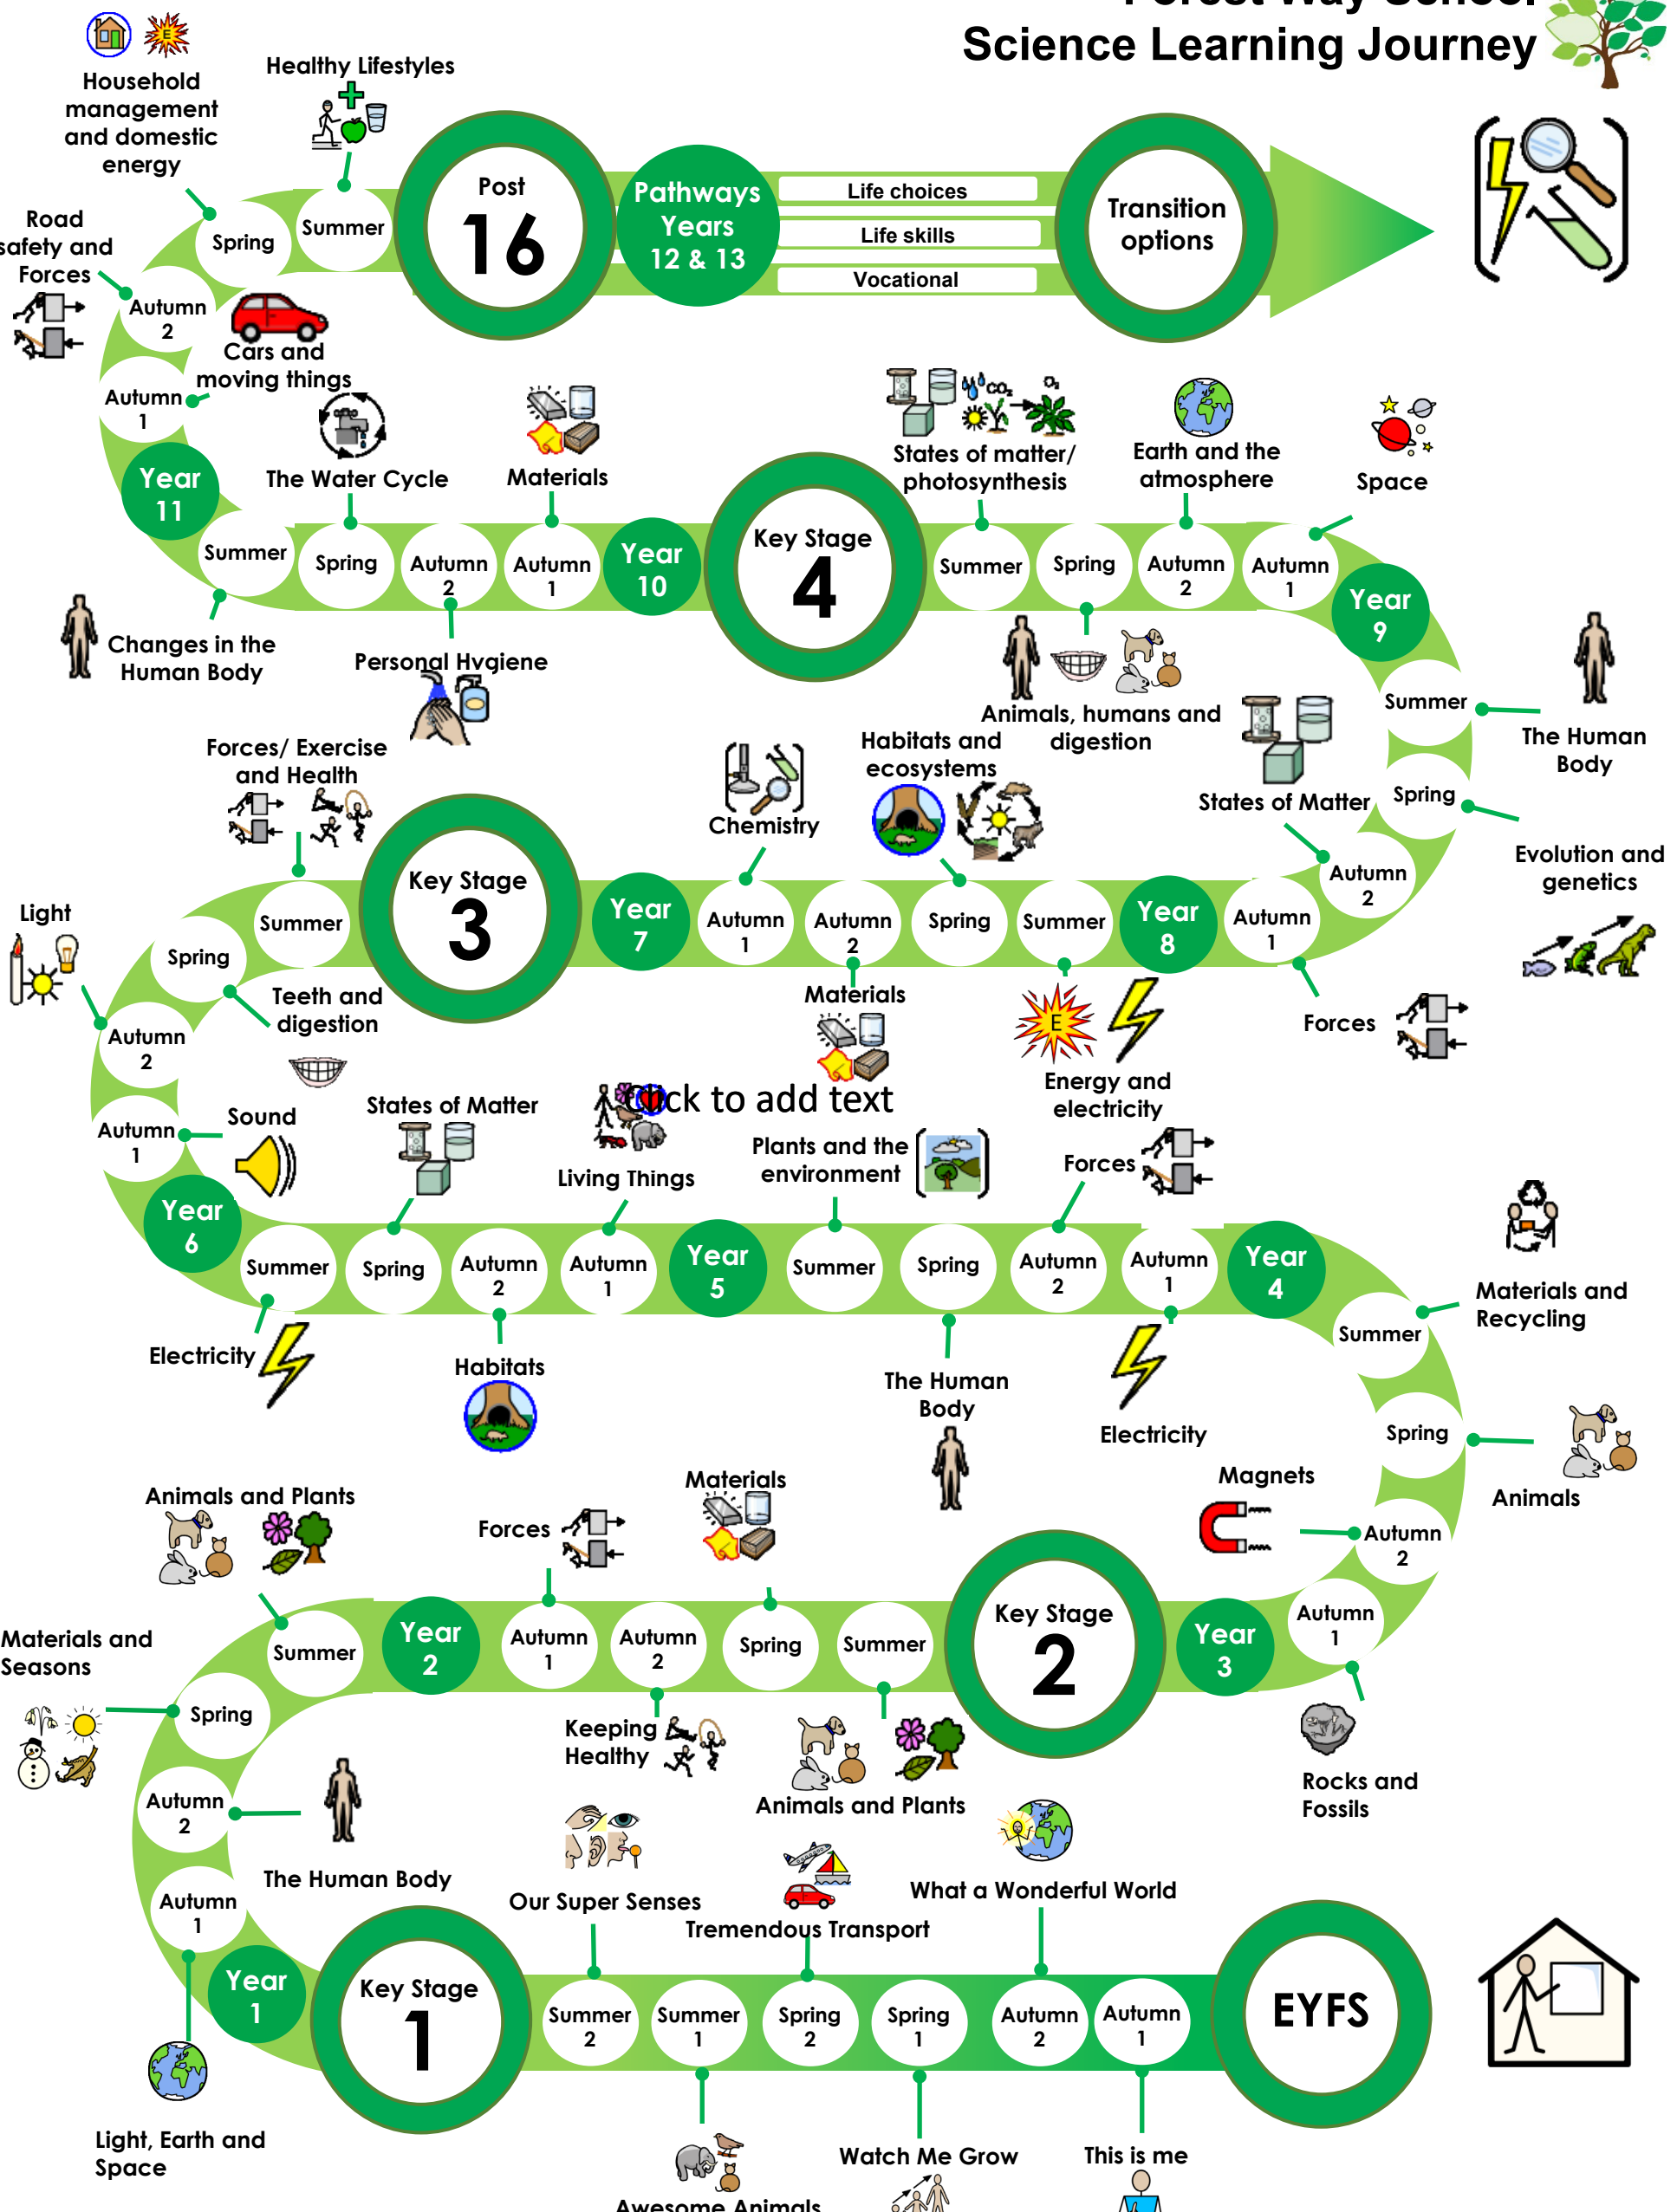 Forest Way School
Science Learning Journey
Household
management
and domestic
energy
Healthy Lifestyles
Road
safety and
Forces
Spring
Summer
Post
16
Pathways
Years
12 & 13
Life choices
Life skills
Vocational
Transition
options
Autumn
2
Cars and
moving things
Autumn
1
Year
11
The Water Cycle
Materials
States of matter/
photosynthesis
CO₂
O₂
Earth and the
atmosphere
Space
Summer
Spring
Autumn
2
Autumn
1
Year
10
Key Stage
4
Summer
Spring
Autumn
2
Autumn
1
Year
9
Changes in the
Human Body
Personal Hygiene
Animals, humans and
digestion
Summer
The Human
Body
Forces/ Exercise
and Health
Chemistry
Habitats and
ecosystems
States of Matter
Spring
Evolution and
genetics
Autumn
2
Light
Spring
Summer
Key Stage
3
Year
7
Autumn
1
Autumn
2
Spring
Summer
Year
8
Autumn
1
Teeth and
digestion
Materials
E
Energy and
electricity
Forces
Autumn
2
Autumn
1
Sound
States of Matter
Click to add text
Living Things
Plants and the
environment
Forces
Year
6
Summer
Spring
Autumn
2
Autumn
1
Year
5
Summer
Spring
Autumn
2
Autumn
1
Year
4
Materials and
Recycling
Summer
Electricity
Habitats
The Human
Body
Electricity
Spring
Animals
Magnets
Autumn
2
Animals and Plants
Forces
Materials
Materials and
Seasons
Summer
Year
2
Autumn
1
Autumn
2
Spring
Summer
Key Stage
2
Year
3
Autumn
1
Spring
Keeping
Healthy
Animals and Plants
Rocks and
Fossils
Autumn
2
The Human Body
Autumn
1
Our Super Senses
Tremendous Transport
What a Wonderful World
Year
1
Key Stage
1
Summer
2
Summer
1
Spring
2
Spring
1
Autumn
2
Autumn
1
EYFS
Light, Earth and
Space
Awesome Animals
Watch Me Grow
This is me